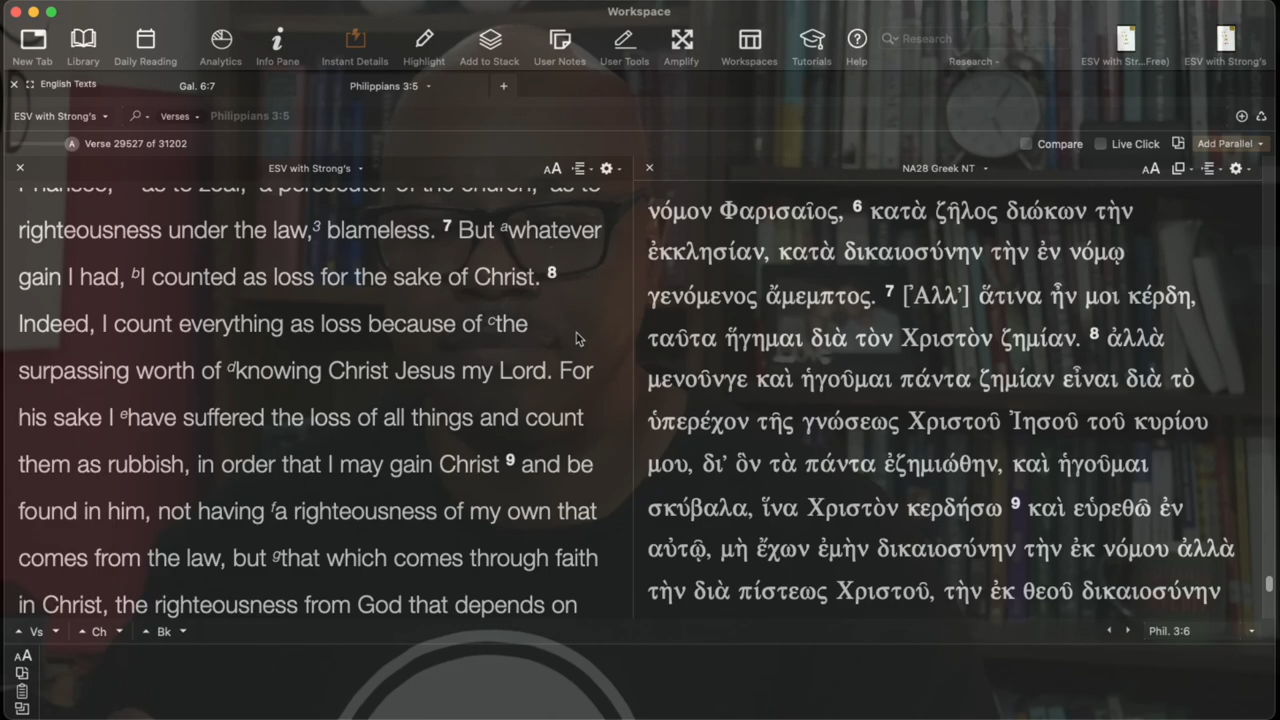 Workspace
New Tab
Library
Daily Reading
Analytics
Info Pane
Instant Details
Highlight
Add to Stack
User Notes
User Tools
Amplify
Workspaces
Tutorials
Help
Research
Research
ESV with Str...Free)
ESV with Strong's
English Texts
Gal. 6:7
Philippians 3:5
+
ESV with Strong's
Verses
Philippians 3:5
A Verse 29527 of 31202
Compare
Live Click
Add Parallel
ESV with Strong's
AA
righteousness under the law,³ blameless. 7 But ᵃwhatever
gain I had, ᵇI counted as loss for the sake of Christ. 8
Indeed, I count everything as loss because of ᶜthe
surpassing worth of ᵈknowing Christ Jesus my Lord. For
his sake I ᵉhave suffered the loss of all things and count
them as rubbish, in order that I may gain Christ 9 and be
found in him, not having ᶠa righteousness of my own that
comes from the law, but ᵍthat which comes through faith
in Christ, the righteousness from God that depends on
NA28 Greek NT
AA
νόμον Φαρισαῖος, 6 κατὰ ζῆλος διώκων τὴν
ἐκκλησίαν, κατὰ δικαιοσύνην τὴν ἐν νόμῳ
γενόμενος ἄμεμπτος. 7 [Ἀλλ’] ἅτινα ἦν μοι κέρδη,
ταῦτα ἥγημαι διὰ τὸν Χριστὸν ζημίαν. 8 ἀλλὰ
μενοῦνγε καὶ ἡγοῦμαι πάντα ζημίαν εἶναι διὰ τὸ
ὑπερέχον τῆς γνώσεως Χριστοῦ Ἰησοῦ τοῦ κυρίου
μου, δι’ ὃν τὰ πάντα ἐζημιώθην, καὶ ἡγοῦμαι
σκύβαλα, ἵνα Χριστὸν κερδήσω 9 καὶ εὑρεθῶ ἐν
αὐτῷ, μὴ ἔχων ἐμὴν δικαιοσύνην τὴν ἐκ νόμου ἀλλὰ
τὴν διὰ πίστεως Χριστοῦ, τὴν ἐκ θεοῦ δικαιοσύνην
Vs
Ch
Bk
Phil. 3:6
AA